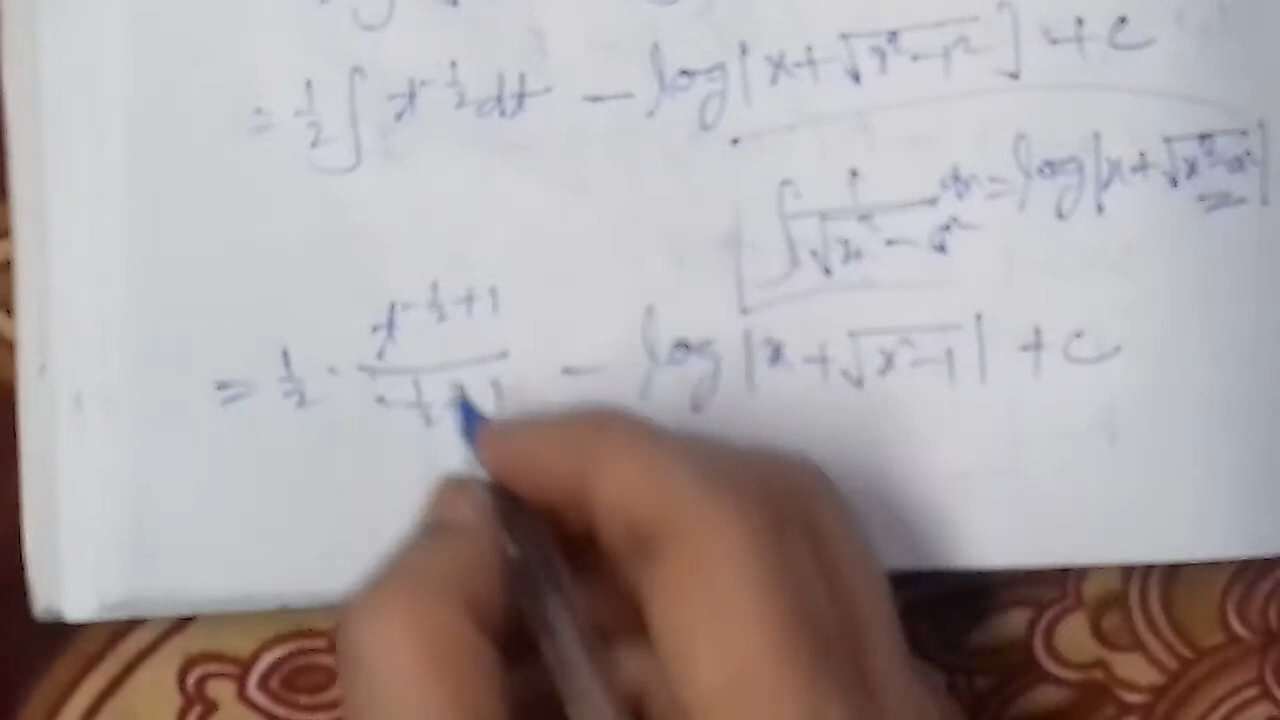 = 1/2 ∫ t^{-1/2} dt - log|x+√(x²-1²)] + c
∫ 1/√(x²-a²) dx = log|x+√(x²-a²)|
= 1/2 · t^{-1/2+1}/(-1/2+1) - log|x+√(x²-1)| + c